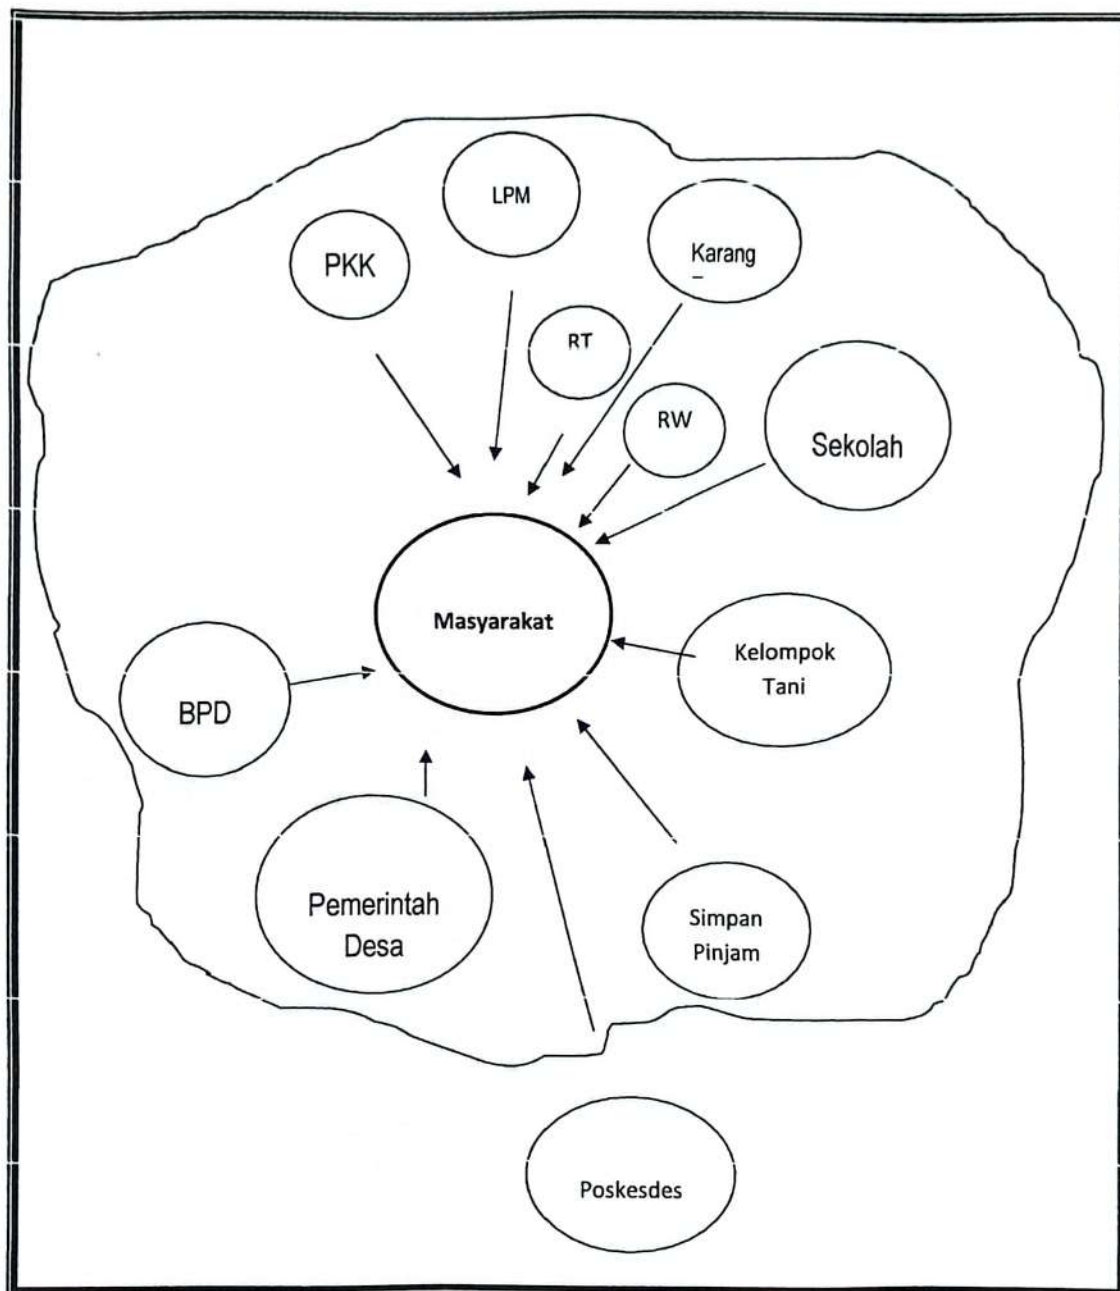 LPM
PKK
Karang
RT
RW
Sekolah
Masyarakat
Kelompok
Tani
BPD
Pemerintah
Desa
Simpan
Pinjam
Poskesdes